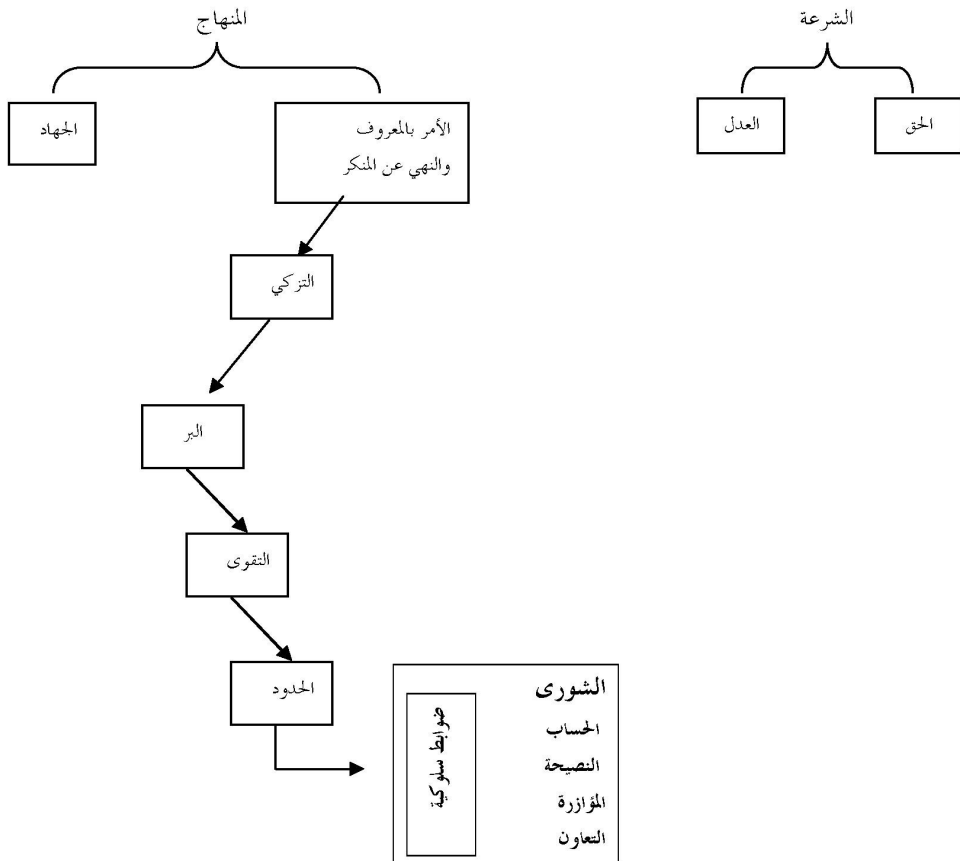 الشرعة
الحق
العدل
المنهاج
الأمر بالمعروف
والنهي عن المنكر
الجهاد
التزكي
البر
التقوى
الحدود
الشورى
الحساب
النصيحة
المؤازرة
التعاون
ضوابط سلوكية